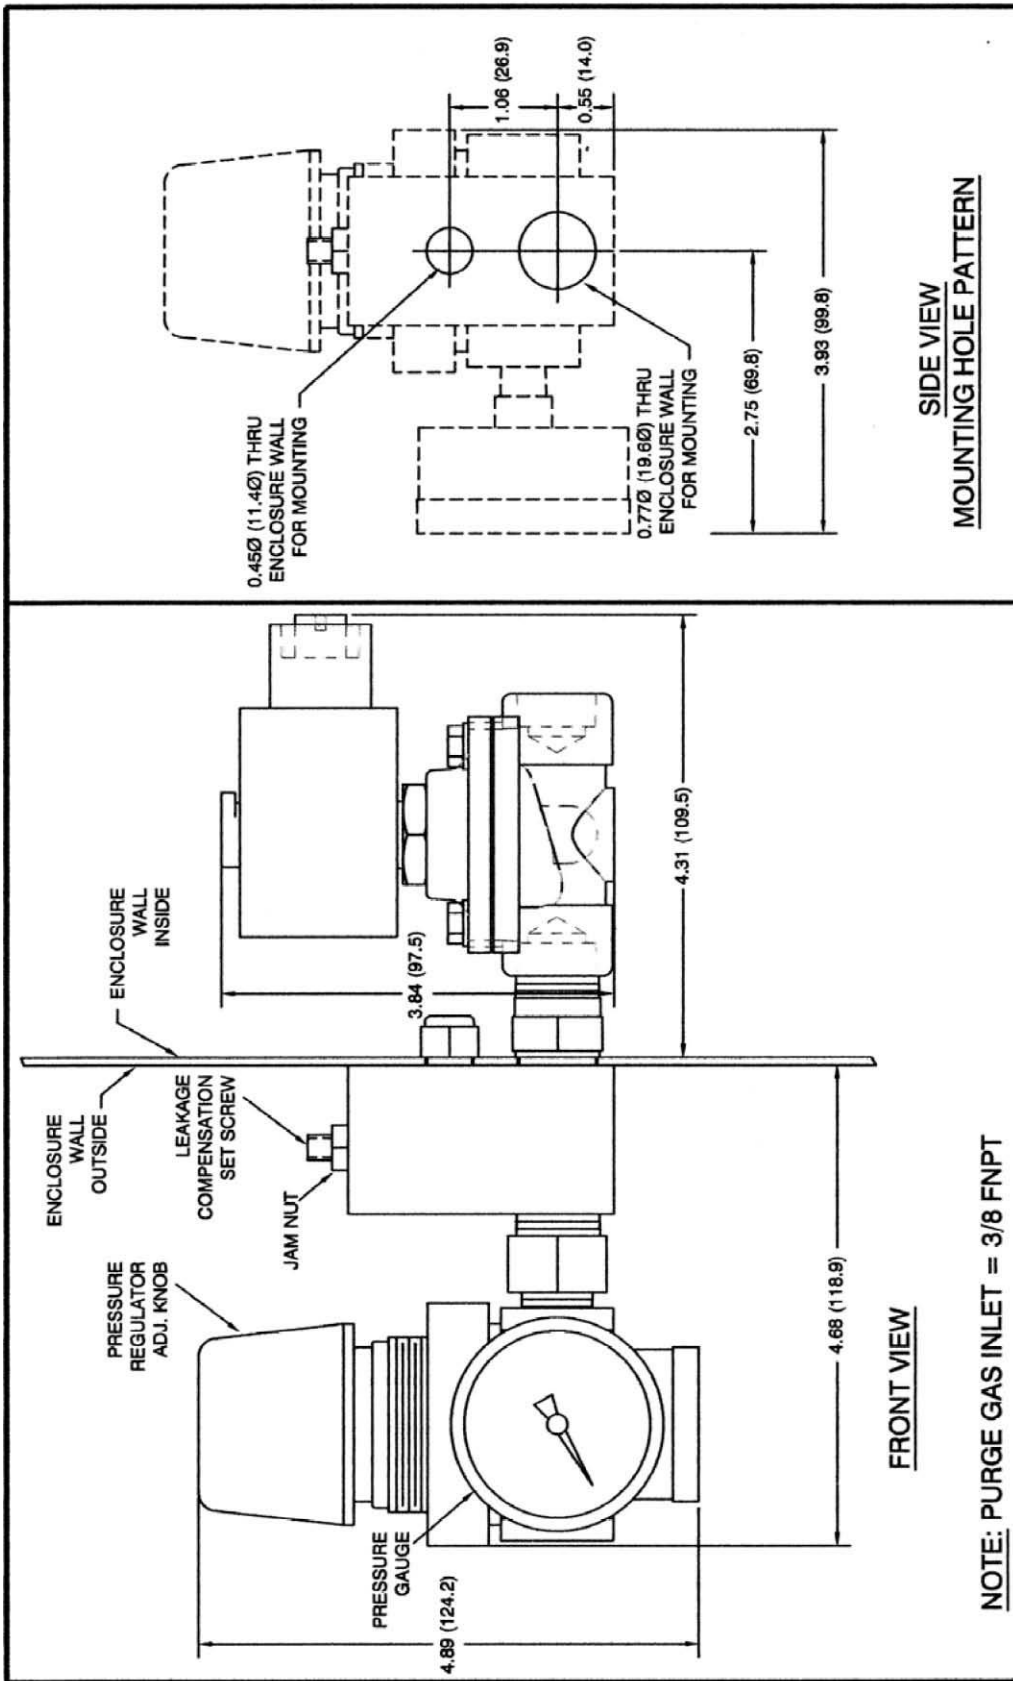 PRESSURE
REGULATOR
ADJ. KNOB
ENCLOSURE
WALL
OUTSIDE
ENCLOSURE
WALL
INSIDE
LEAKAGE
COMPENSATION
SET SCREW
JAM NUT
PRESSURE
GAUGE
4.89 (124.2)
3.84 (97.5)
4.68 (118.9)
4.31 (109.5)
FRONT VIEW
NOTE: PURGE GAS INLET = 3/8 FNPT
0.45Ø (11.4Ø) THRU
ENCLOSURE WALL
FOR MOUNTING
1.06 (26.9)
0.55 (14.0)
0.77Ø (19.6Ø) THRU
ENCLOSURE WALL
FOR MOUNTING
2.75 (69.8)
3.93 (99.8)
SIDE VIEW
MOUNTING HOLE PATTERN